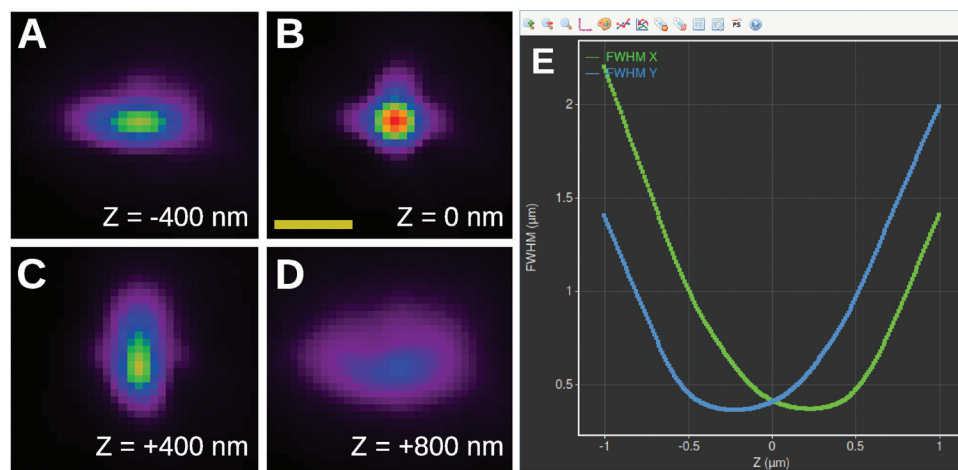 A
Z = -400 nm
B
Z = 0 nm
C
Z = +400 nm
D
Z = +800 nm
PS
E
FWHM X
FWHM Y
2
1.5
1
0.5
FWHM (µm)
-1
-0.5
0
0.5
1
Z (µm)